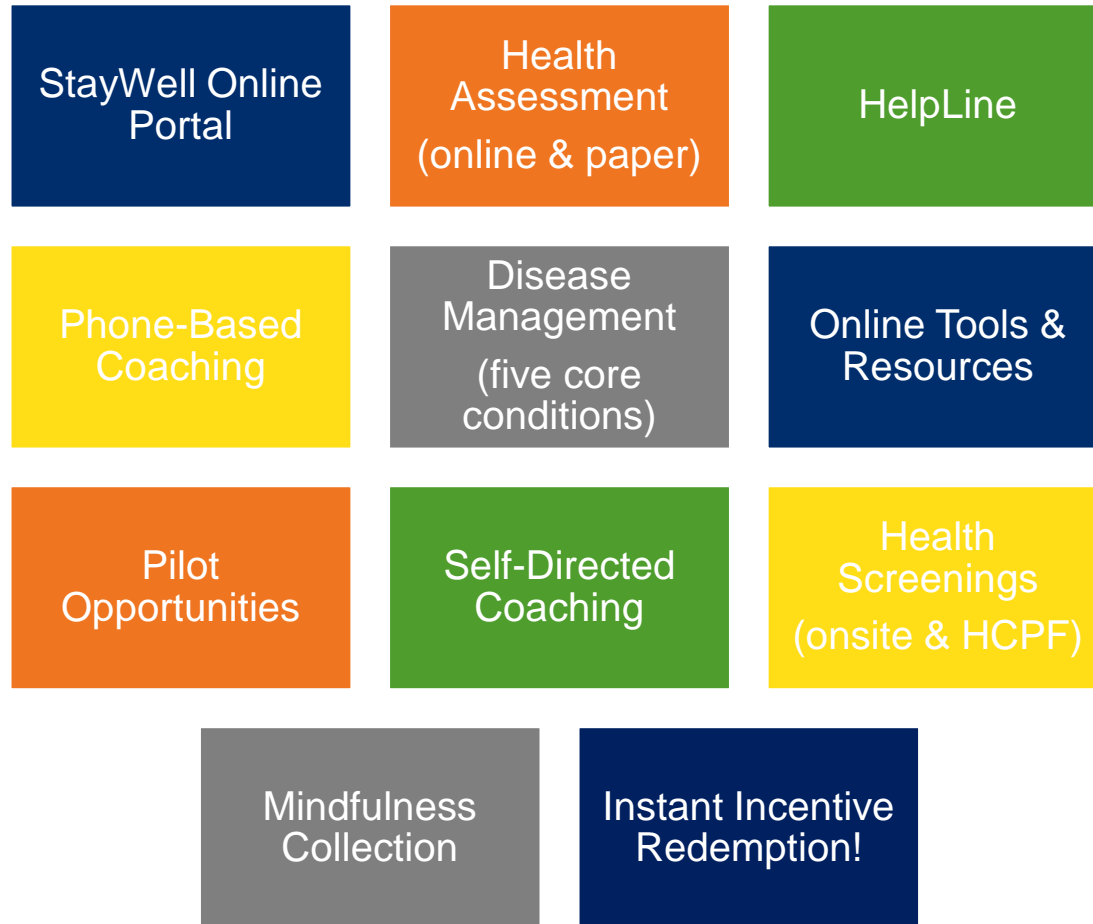 StayWell Online
Portal
Health
Assessment
(online & paper)
HelpLine
Phone-Based
Coaching
Disease
Management
(five core
conditions)
Online Tools &
Resources
Pilot
Opportunities
Self-Directed
Coaching
Health
Screenings
(onsite & HCPF)
Mindfulness
Collection
Instant Incentive
Redemption!